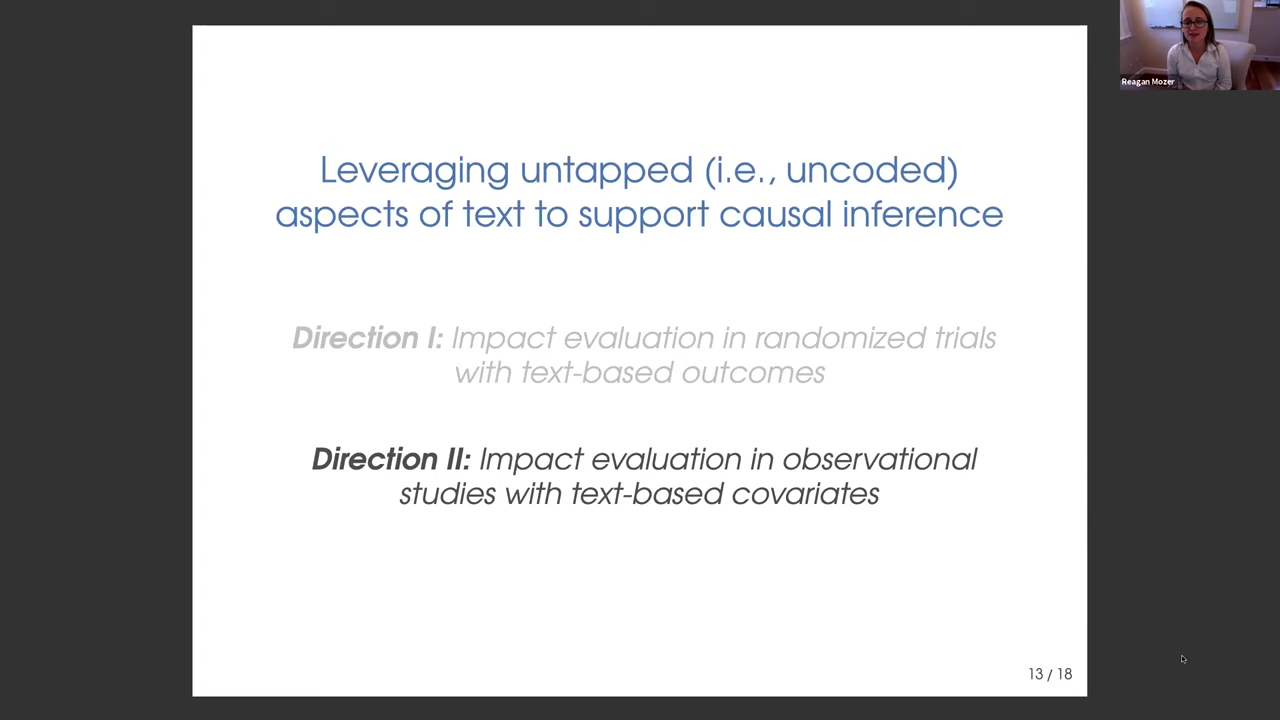 Reagan Mozer
Leveraging untapped (i.e., uncoded)
aspects of text to support causal inference
Direction I: Impact evaluation in randomized trials
with text-based outcomes
Direction II: Impact evaluation in observational
studies with text-based covariates
13 / 18